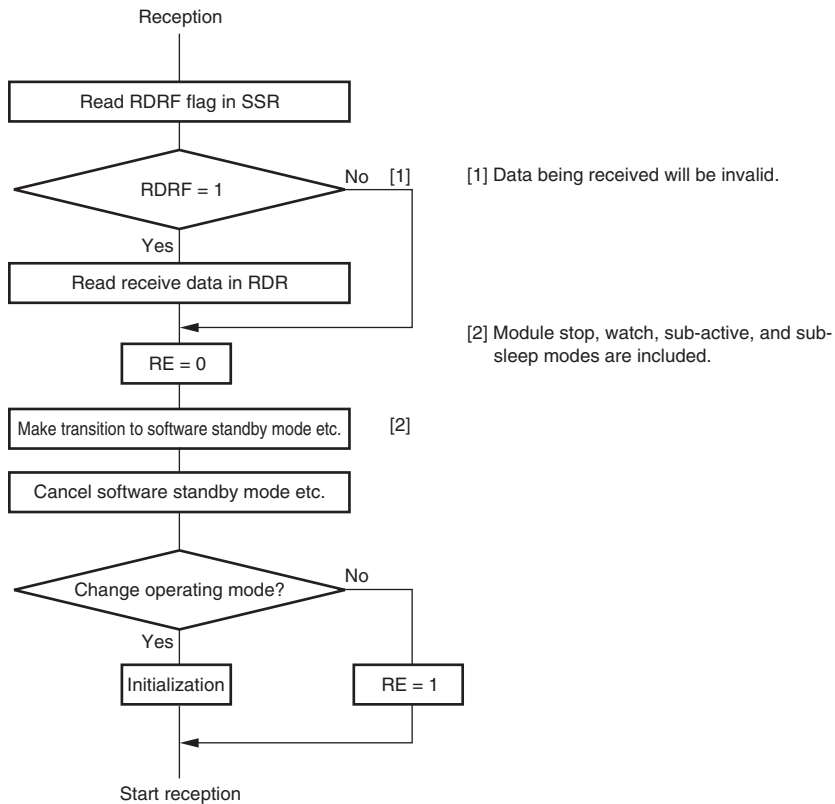 Reception
Read RDRF flag in SSR
RDRF = 1
No
[1]
[1] Data being received will be invalid.
Yes
Read receive data in RDR
[2] Module stop, watch, sub-active, and sub-
sleep modes are included.
RE = 0
Make transition to software standby mode etc.
[2]
Cancel software standby mode etc.
Change operating mode?
No
Yes
Initialization
RE = 1
Start reception